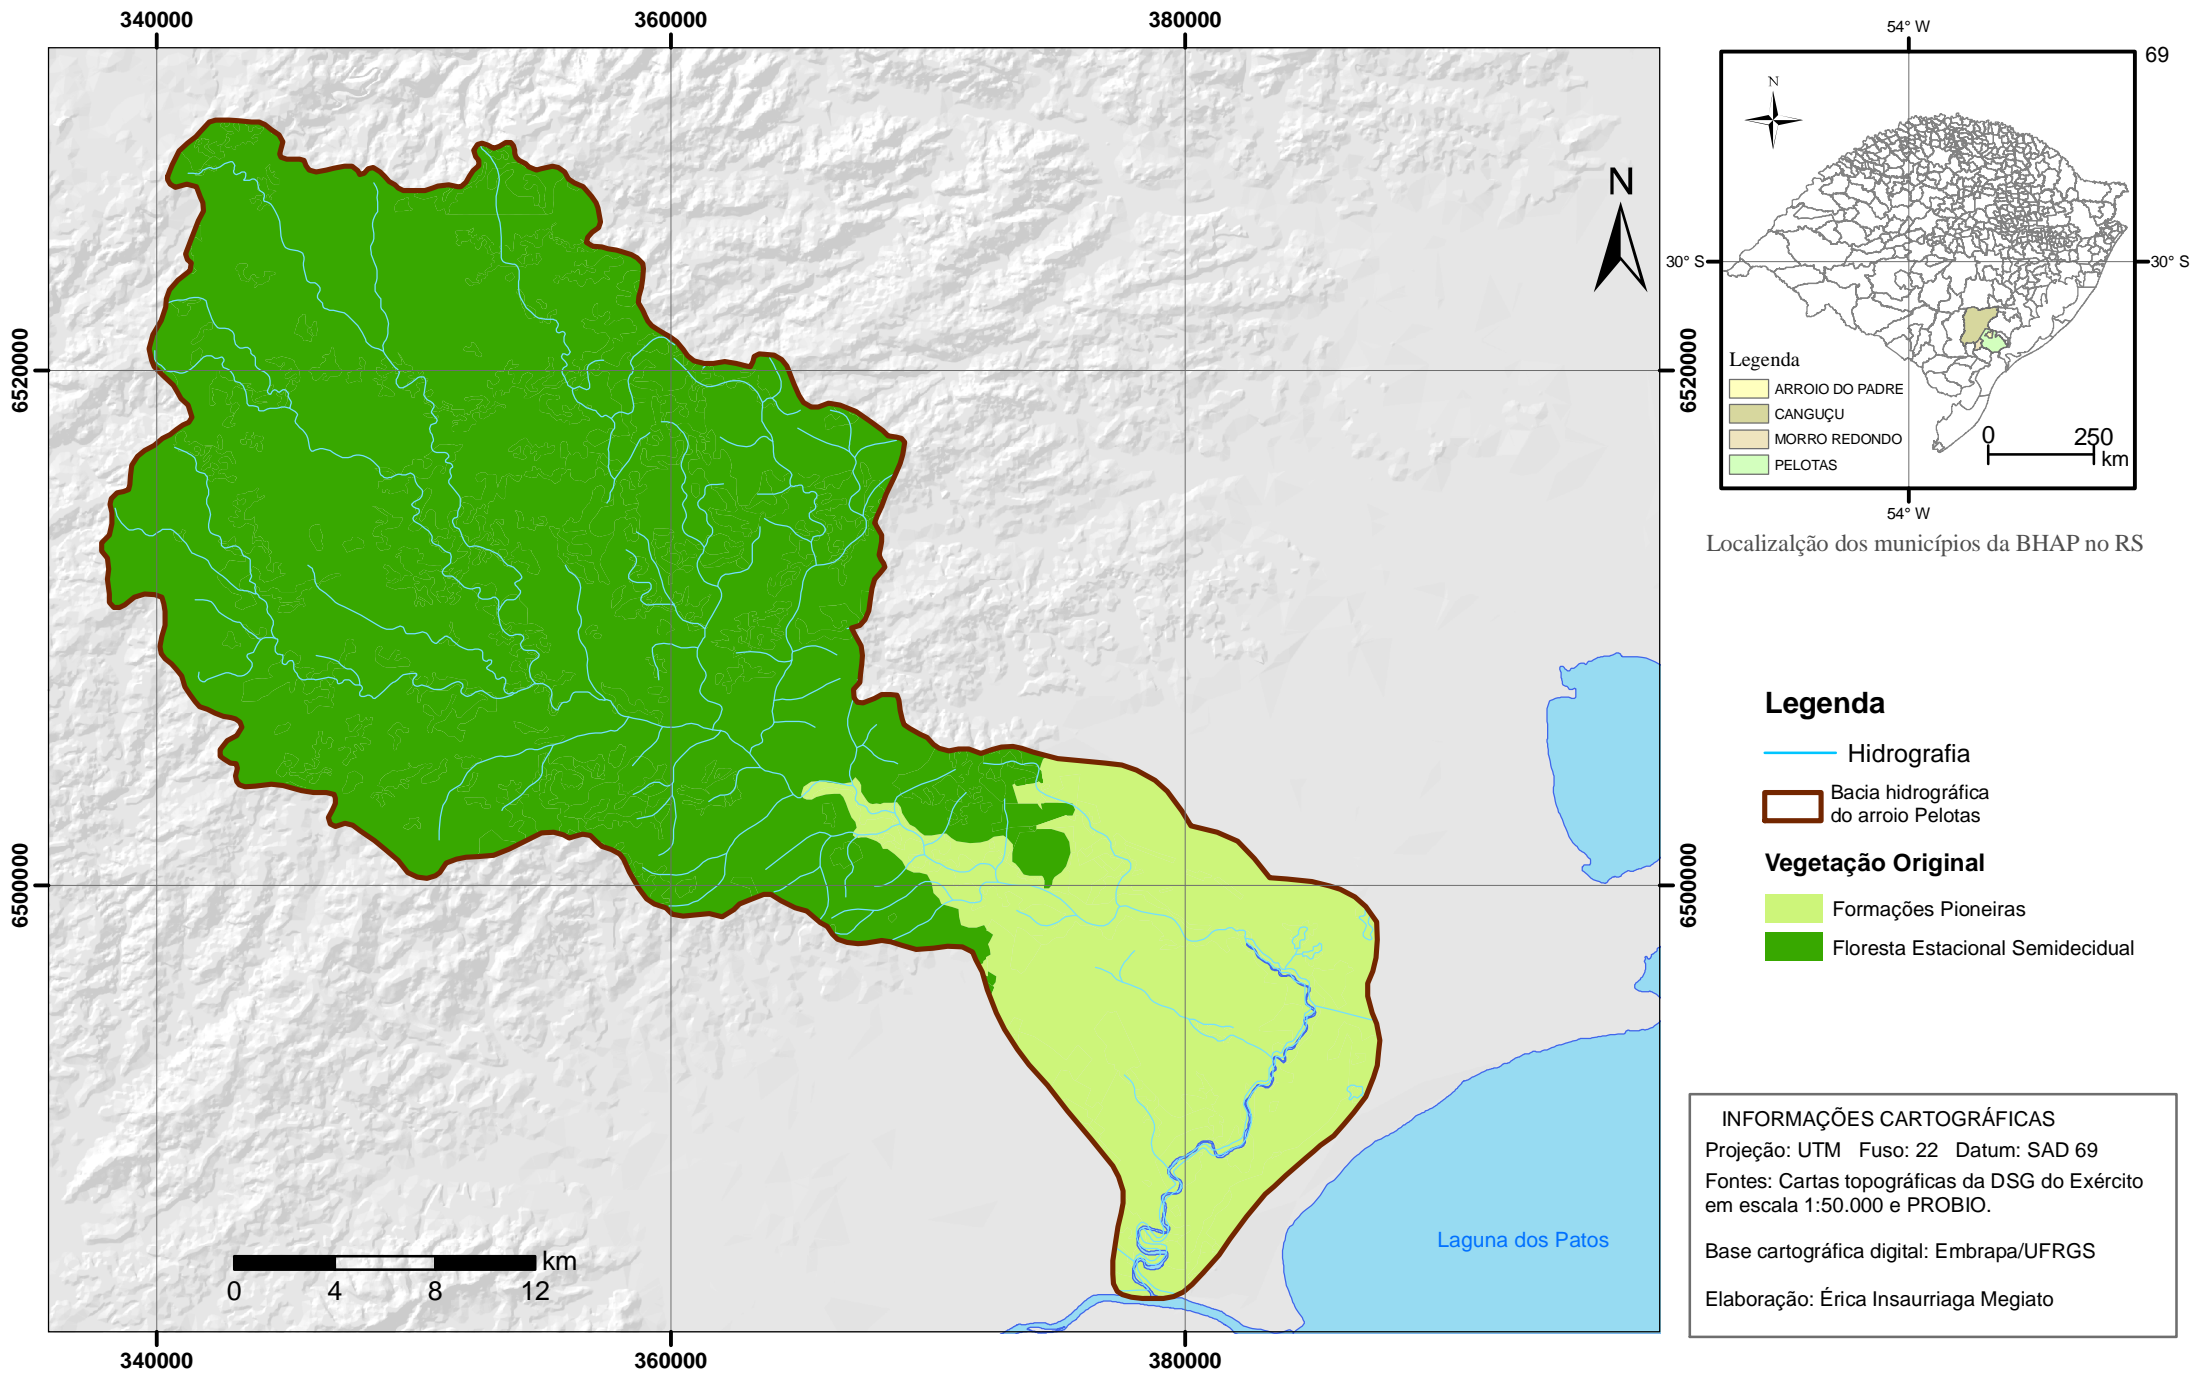 340000
360000
380000
6520000
6500000
6520000
6500000
340000
360000
380000
N
km
0
4
8
12
Laguna dos Patos
69
54° W
N
30° S
30° S
Legenda
ARROIO DO PADRE
CANGUÇU
MORRO REDONDO
PELOTAS
0
250
km
54° W
Localizalção dos municípios da BHAP no RS
Legenda
Hidrografia
Bacia hidrográfica
do arroio Pelotas
Vegetação Original
Formações Pioneiras
Floresta Estacional Semidecidual
INFORMAÇÕES CARTOGRÁFICAS
Projeção: UTM Fuso: 22 Datum: SAD 69
Fontes: Cartas topográficas da DSG do Exército
em escala 1:50.000 e PROBIO.
Base cartográfica digital: Embrapa/UFRGS
Elaboração: Érica Insaurriaga Megiato